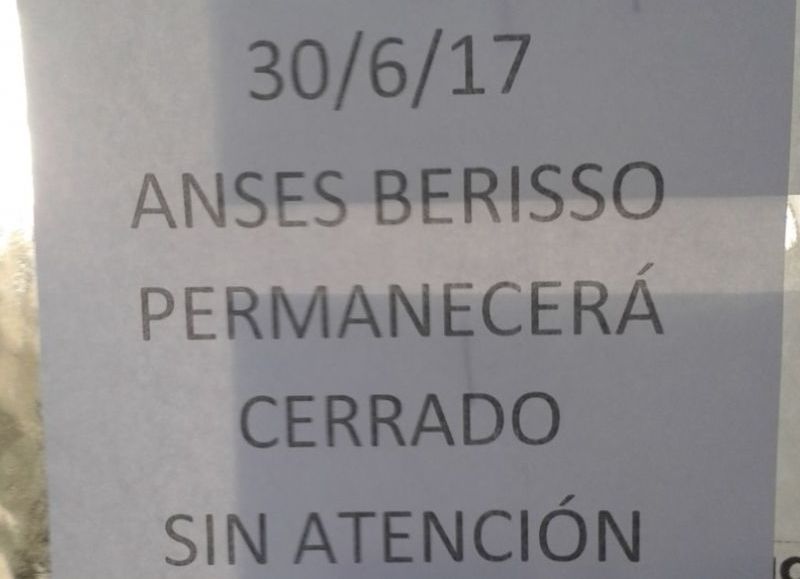 30/6/17
ANSES BERISSO
PERMANECERÁ
CERRADO
SIN ATENCIÓN